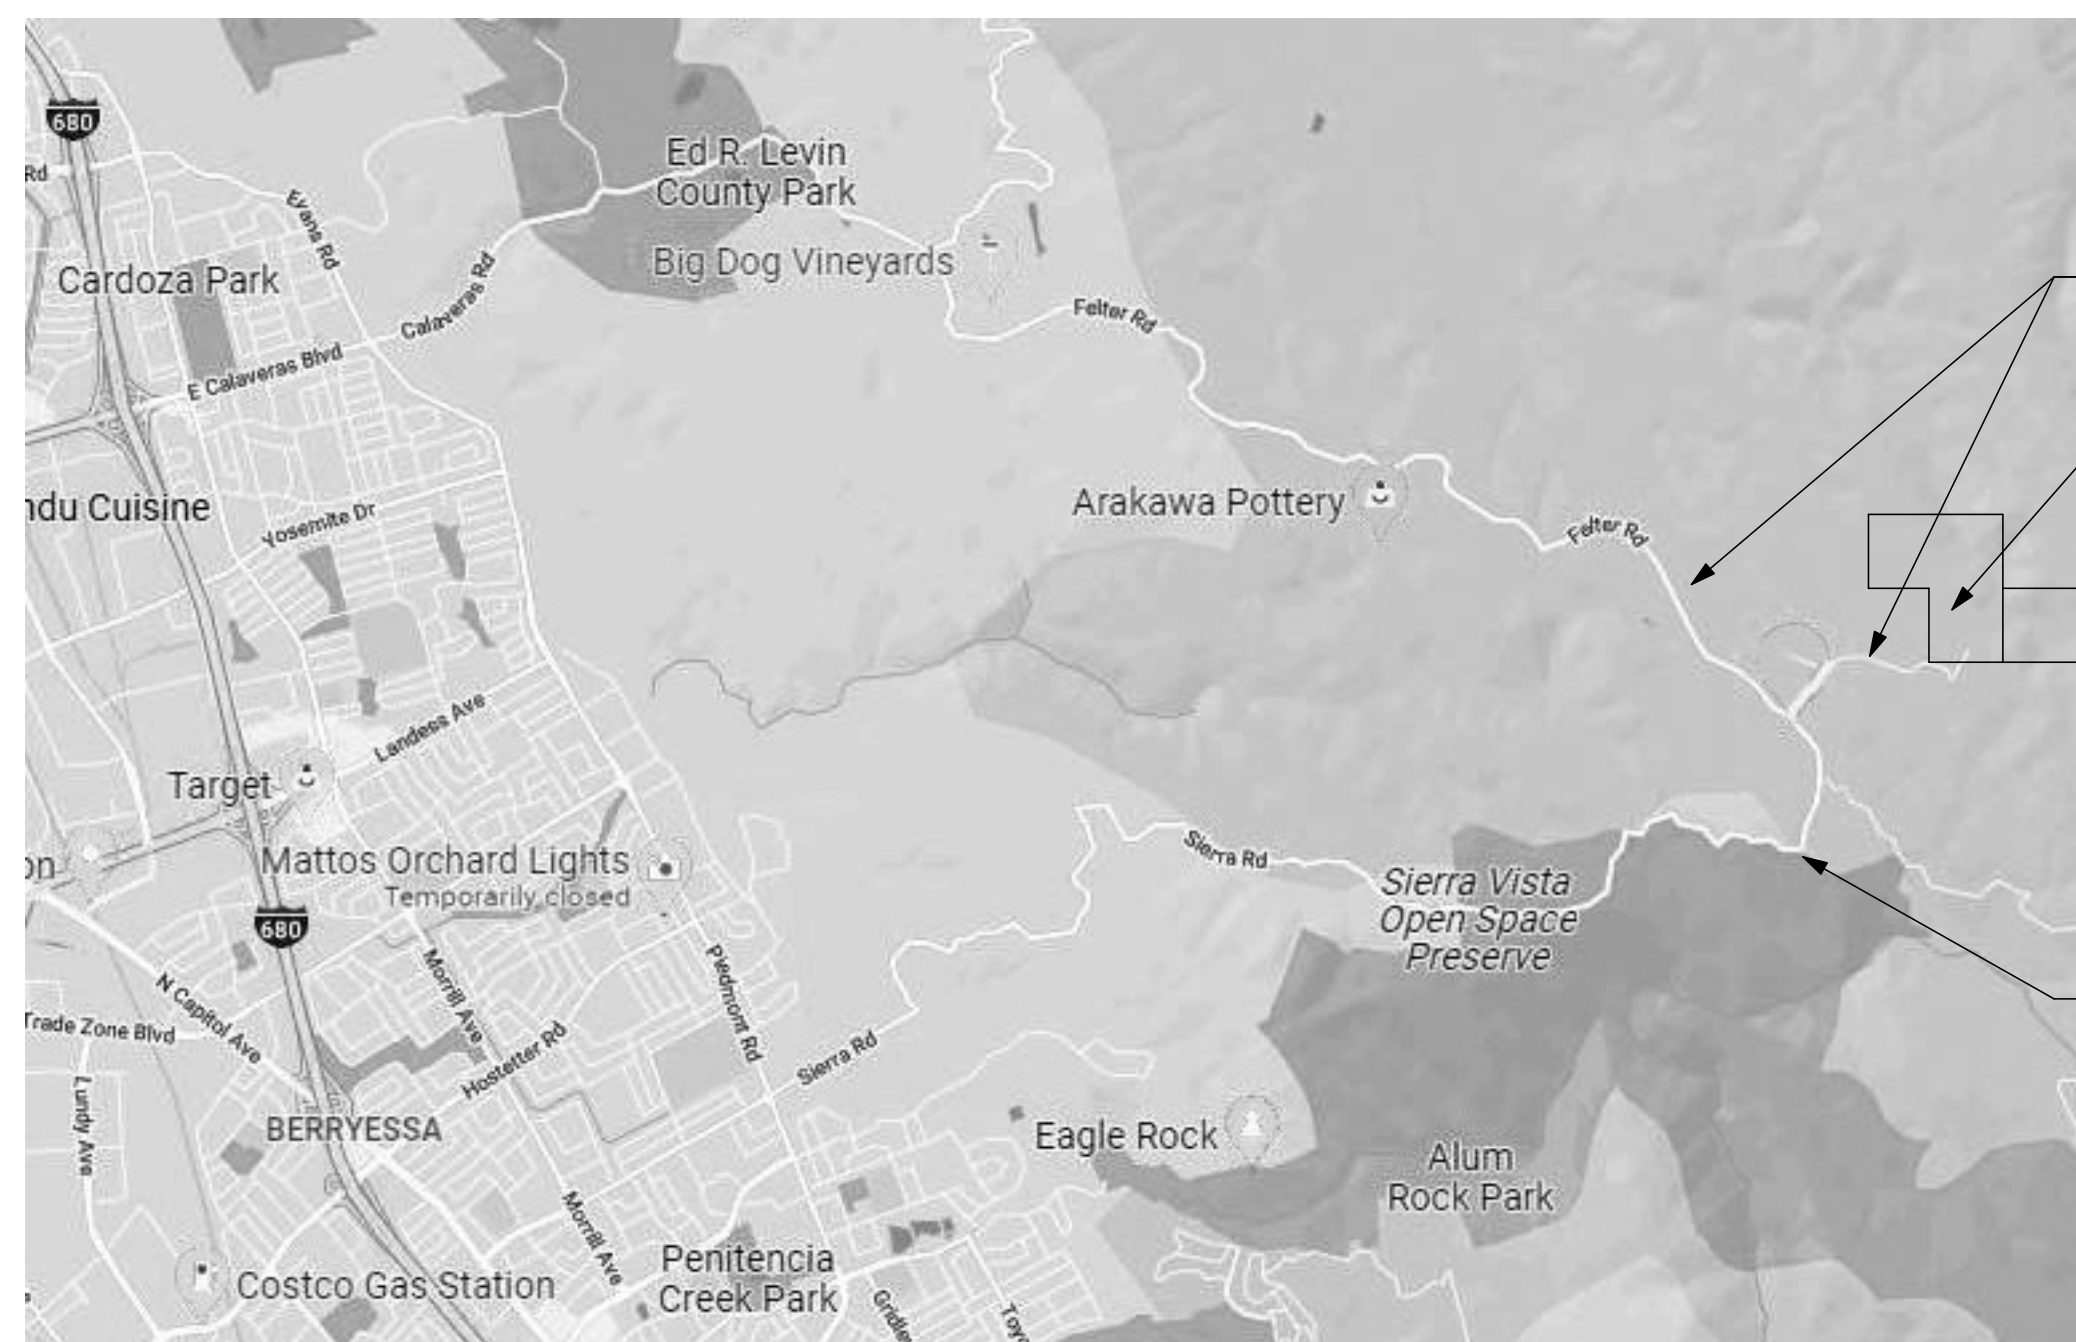 680
Rd
Evans Rd
Ed R. Levin
County Park
Big Dog Vineyards
Cardoza Park
Calaveras Rd
E Calaveras Blvd
Felter Rd
ndu Cuisine
Yosemite Dr
Arakawa Pottery
Felter Rd
Landess Ave
Target
on
Mattos Orchard Lights
Temporarily closed
Sierra Rd
Sierra Vista
Open Space
Preserve
680
N Capitol Ave
Morrill Ave
Piedmont Rd
Trade Zone Blvd
Hostetter Rd
Sierra Rd
Lundy Ave
BERRYESSA
Eagle Rock
Alum
Rock Park
Morrill Ave
Penitencia
Creek Park
Costco Gas Station
Gridle
Toyo